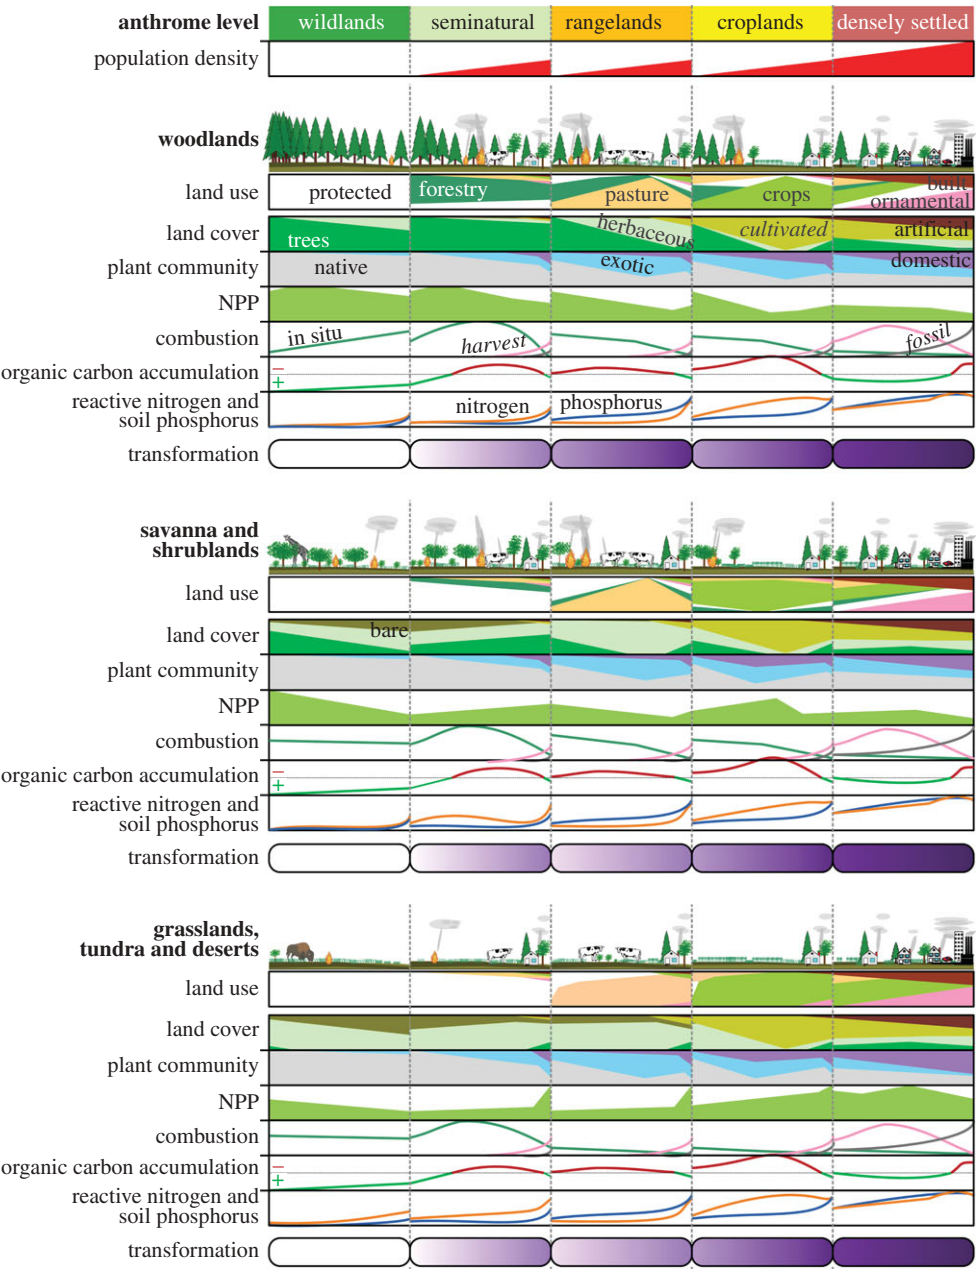 anthrome level wildlands seminatural rangelands croplands densely settled
population density
woodlands
land use protected forestry pasture crops built
ornamental
land cover trees herbaceous cultivated artificial
plant community native exotic domestic
NPP
combustion in situ harvest fossil
organic carbon accumulation − +
reactive nitrogen and
soil phosphorus nitrogen phosphorus
transformation
savanna and
shrublands
land use
land cover bare
plant community
NPP
combustion
organic carbon accumulation − +
reactive nitrogen and
soil phosphorus
transformation
grasslands,
tundra and deserts
land use
land cover
plant community
NPP
combustion
organic carbon accumulation − +
reactive nitrogen and
soil phosphorus
transformation